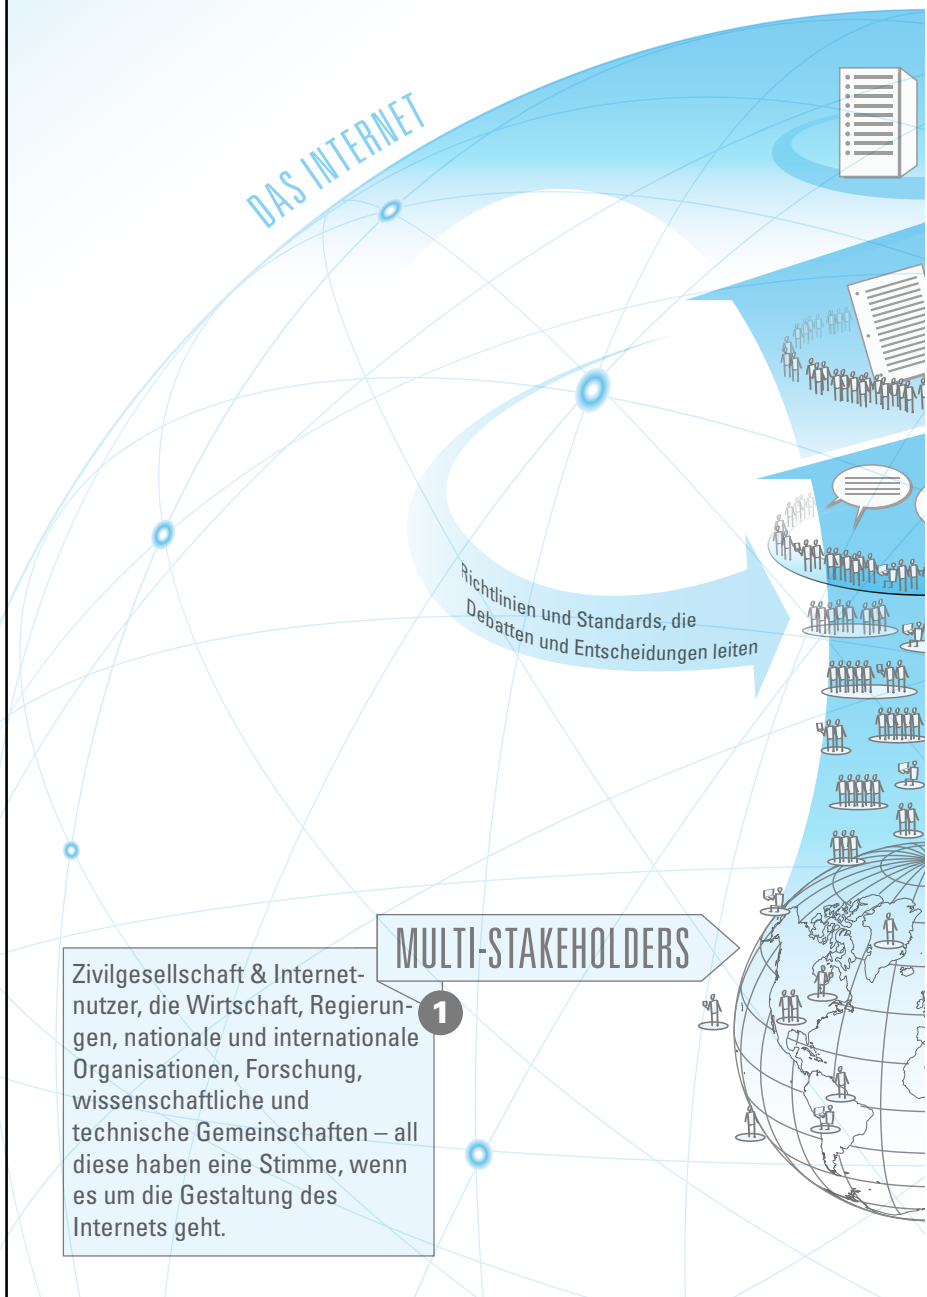 DAS INTERNET
Richtlinien und Standards, die
Debatten und Entscheidungen leiten
MULTI-STAKEHOLDERS
1
Zivilgesellschaft & Internet-
nutzer, die Wirtschaft, Regierun-
gen, nationale und internationale
Organisationen, Forschung,
wissenschaftliche und
technische Gemeinschaften – all
diese haben eine Stimme, wenn
es um die Gestaltung des
Internets geht.